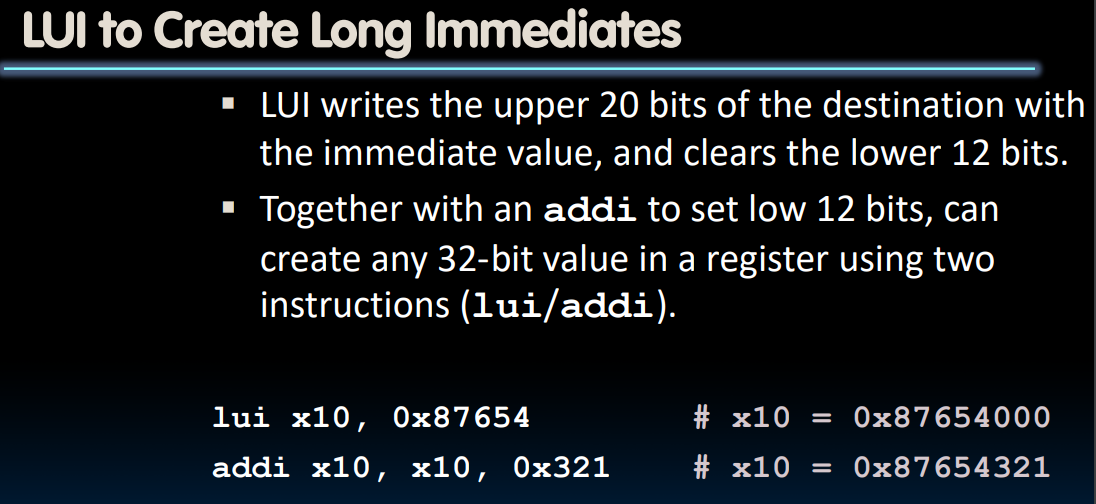 LUI to Create Long Immediates
▪ LUI writes the upper 20 bits of the destination with
the immediate value, and clears the lower 12 bits.
▪ Together with an addi to set low 12 bits, can
create any 32-bit value in a register using two
instructions (lui/addi).
lui x10, 0x87654 # x10 = 0x87654000
addi x10, x10, 0x321 # x10 = 0x87654321